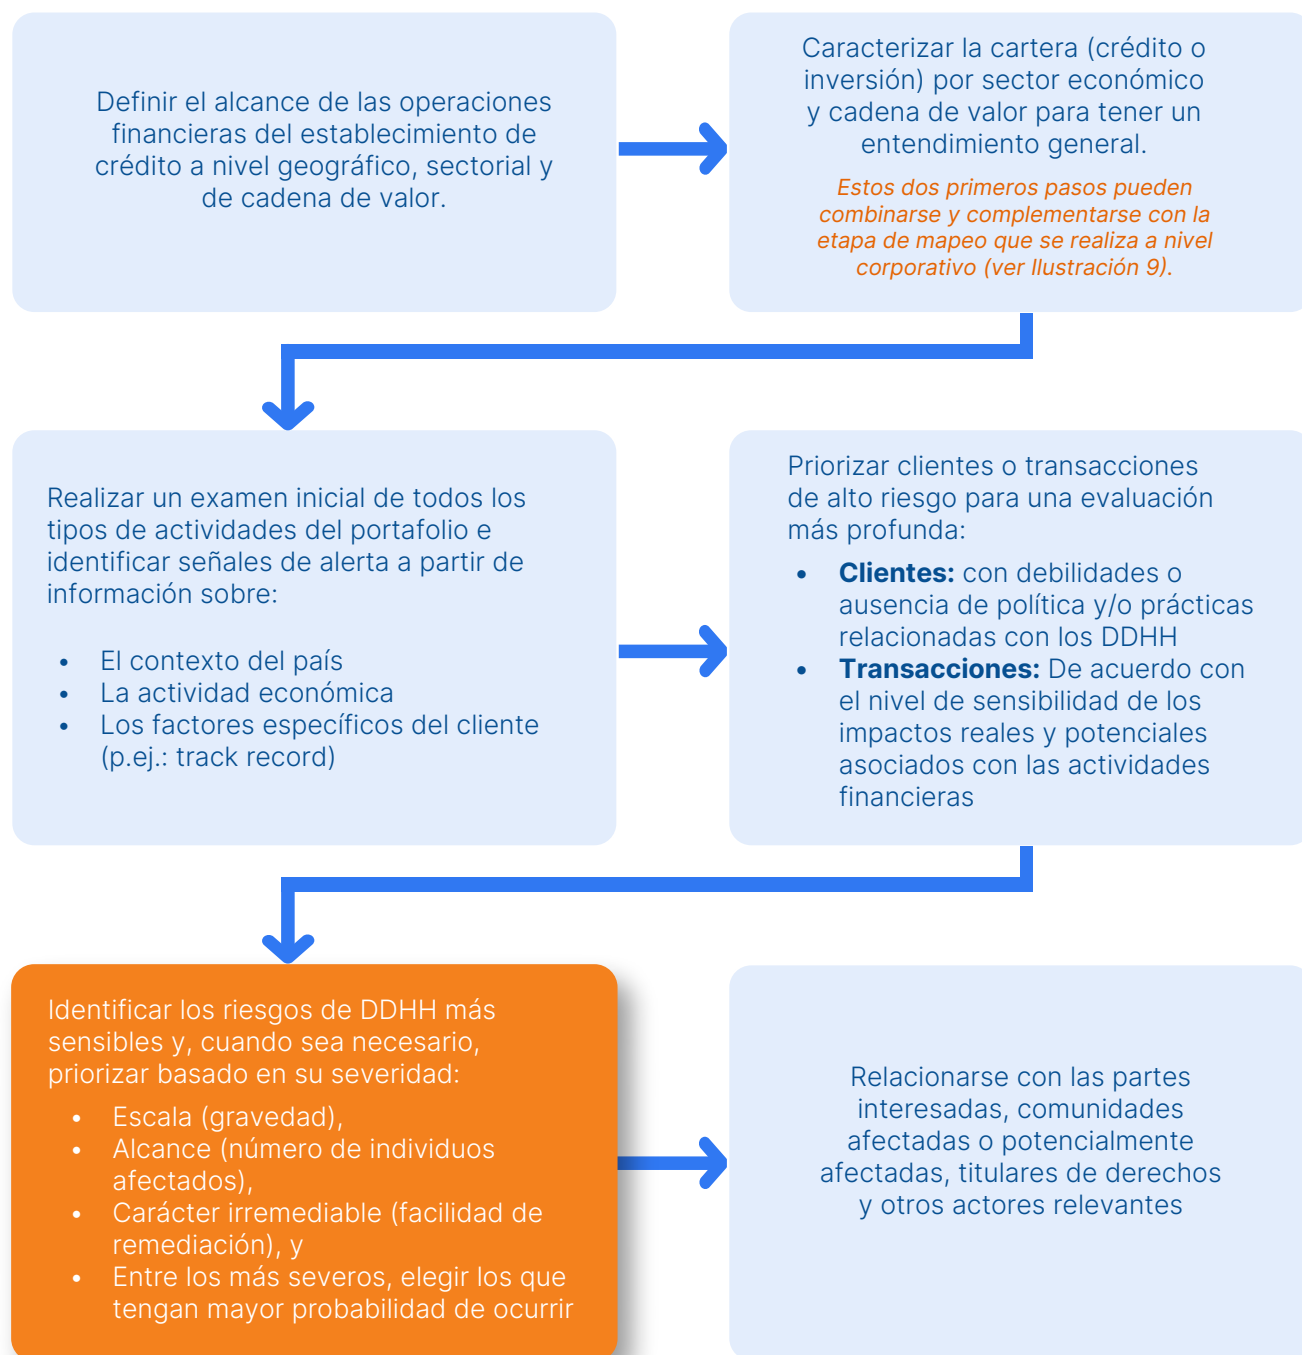 Definir el alcance de las operaciones
financieras del establecimiento de
crédito a nivel geográfico, sectorial y
de cadena de valor.
Caracterizar la cartera (crédito o
inversión) por sector económico
y cadena de valor para tener un
entendimiento general.
Estos dos primeros pasos pueden
combinarse y complementarse con la
etapa de mapeo que se realiza a nivel
corporativo (ver Ilustración 9).
Realizar un examen inicial de todos los
tipos de actividades del portafolio e
identificar señales de alerta a partir de
información sobre:
• El contexto del país
• La actividad económica
• Los factores específicos del cliente
(p.ej.: track record)
Priorizar clientes o transacciones
de alto riesgo para una evaluación
más profunda:
• Clientes: con debilidades o
ausencia de política y/o prácticas
relacionadas con los DDHH
• Transacciones: De acuerdo con
el nivel de sensibilidad de los
impactos reales y potenciales
asociados con las actividades
financieras
Identificar los riesgos de DDHH más
sensibles y, cuando sea necesario,
priorizar basado en su severidad:
• Escala (gravedad),
• Alcance (número de individuos
afectados),
• Carácter irremediable (facilidad de
remediación), y
• Entre los más severos, elegir los que
tengan mayor probabilidad de ocurrir
Relacionarse con las partes
interesadas, comunidades
afectadas o potencialmente
afectadas, titulares de derechos
y otros actores relevantes